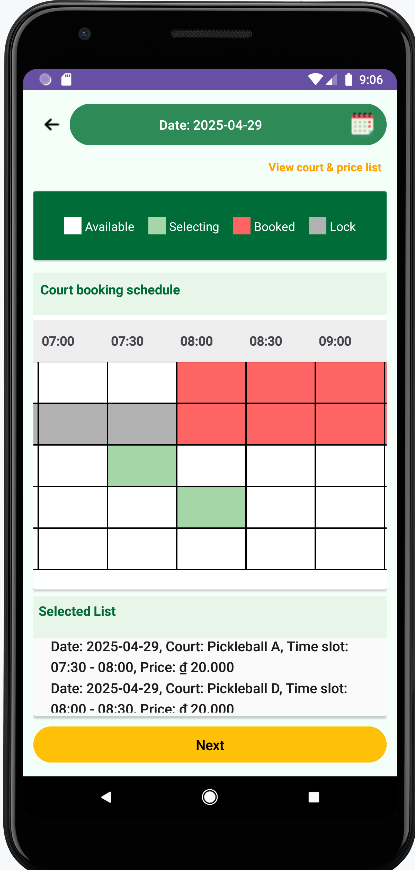 9:06
Date: 2025-04-29
View court & price list
Available Selecting Booked Lock
Court booking schedule
07:00 07:30 08:00 08:30 09:00
Selected List
Date: 2025-04-29, Court: Pickleball A, Time slot:
07:30 - 08:00, Price: ₫ 20.000
Date: 2025-04-29, Court: Pickleball D, Time slot:
08:00 - 08:30, Price: ₫ 20.000
Next